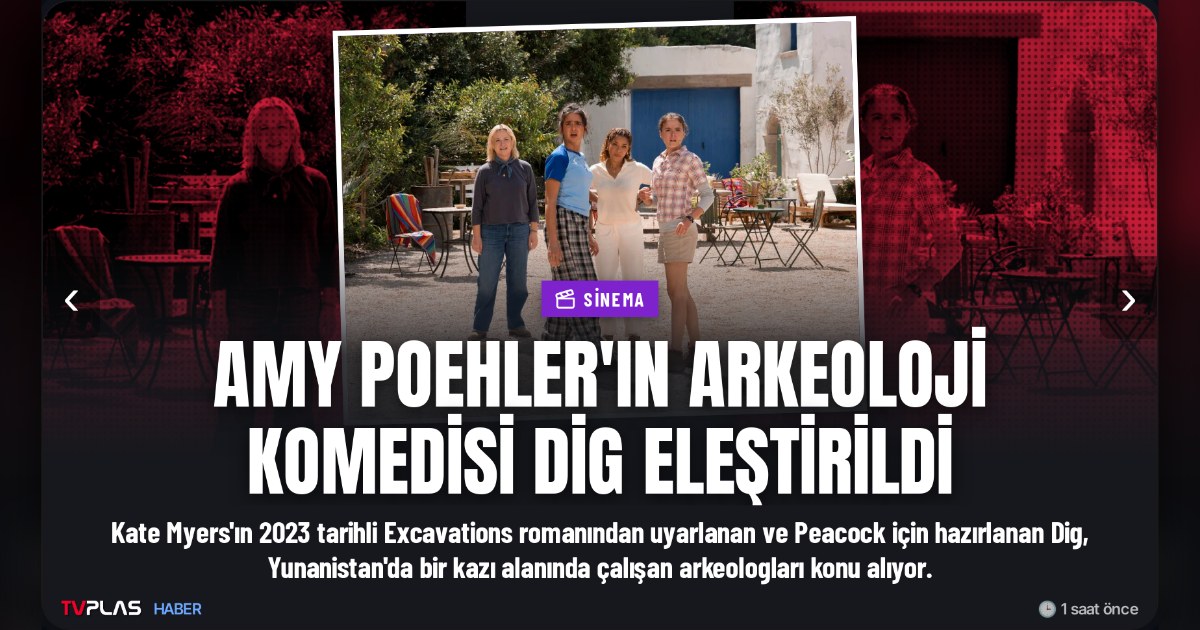 SİNEMA
AMY POEHLER'IN ARKEOLOJİ
KOMEDİSİ DİG ELEŞTİRİLDİ
Kate Myers'ın 2023 tarihli Excavations romanından uyarlanan ve Peacock için hazırlanan Dig,
Yunanistan'da bir kazı alanında çalışan arkeologları konu alıyor.
TVPLAS HABER
1 saat önce